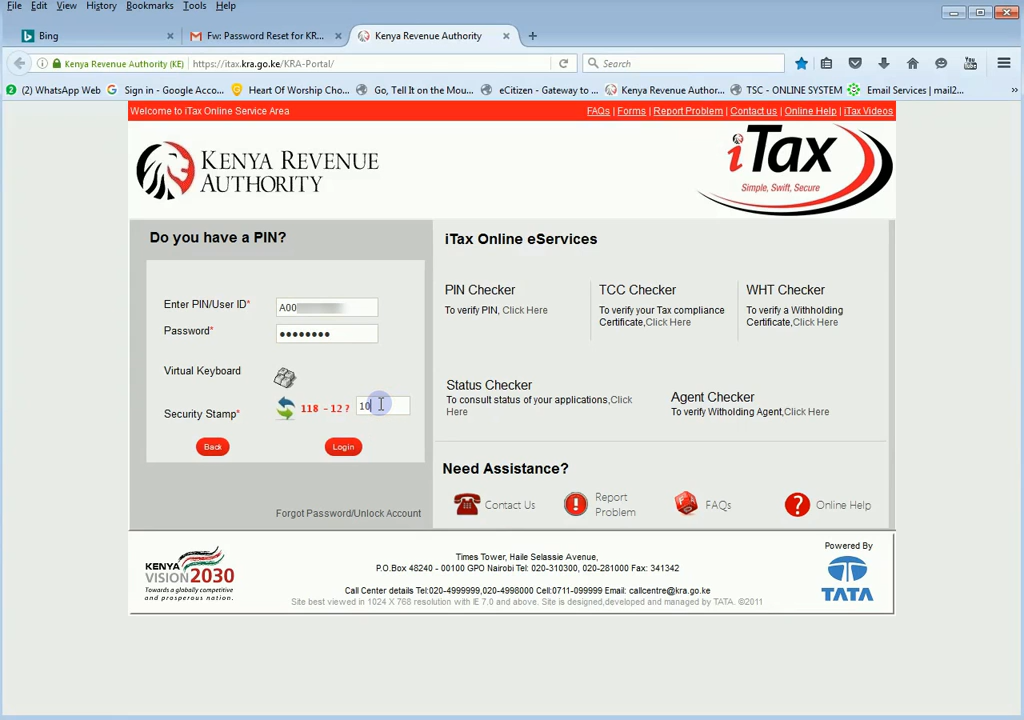 File Edit View History Bookmarks Tools Help
Bing
Fw: Password Reset for KR...
Kenya Revenue Authority
Kenya Revenue Authority (KE)
https://itax.kra.go.ke/KRA-Portal/
Search
(2) WhatsApp Web
Sign in - Google Acco...
Heart Of Worship Cho...
Go, Tell It on the Mou...
eCitizen - Gateway to ...
Kenya Revenue Author...
TSC - ONLINE SYSTEM
Email Services | mail2...
Welcome to iTax Online Service Area
FAQs | Forms | Report Problem | Contact us | Online Help | iTax Videos
KENYA REVENUE
AUTHORITY
iTax
Simple, Swift, Secure
Do you have a PIN?
Enter PIN/User ID*
A00
Password*
●●●●●●●●
Virtual Keyboard
Security Stamp*
118 - 12 ?
10
Back
Login
Forgot Password/Unlock Account
iTax Online eServices
PIN Checker
To verify PIN, Click Here
TCC Checker
To verify your Tax compliance
Certificate,Click Here
WHT Checker
To verify a Withholding
Certificate,Click Here
Status Checker
To consult status of your applications,Click
Here
Agent Checker
To verify Witholding Agent,Click Here
Need Assistance?
Contact Us
Report
Problem
FAQs
Online Help
KENYA
VISION 2030
Towards a globally competitive
and prosperous nation.
Times Tower, Haile Selassie Avenue,
P.O.Box 48240 - 00100 GPO Nairobi Tel: 020-310300, 020-281000 Fax: 341342
Call Center details Tel:020-4999999,020-4998000 Cell:0711-099999 Email: callcentre@kra.go.ke
Site best viewed in 1024 X 768 resolution with IE 7.0 and above. Site is designed,developed and managed by TATA. ©2011
Powered By
TATA